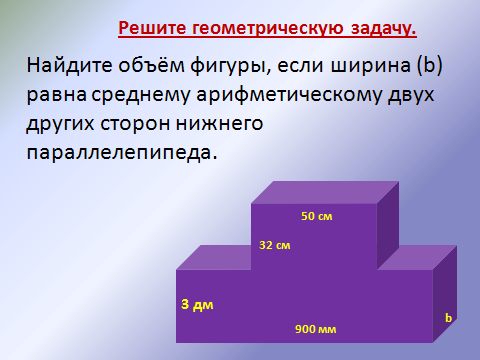 Решите геометрическую задачу.
Найдите объём фигуры, если ширина (b)
равна среднему арифметическому двух
других сторон нижнего
параллелепипеда.
50 см
32 см
3 дм
b
900 мм